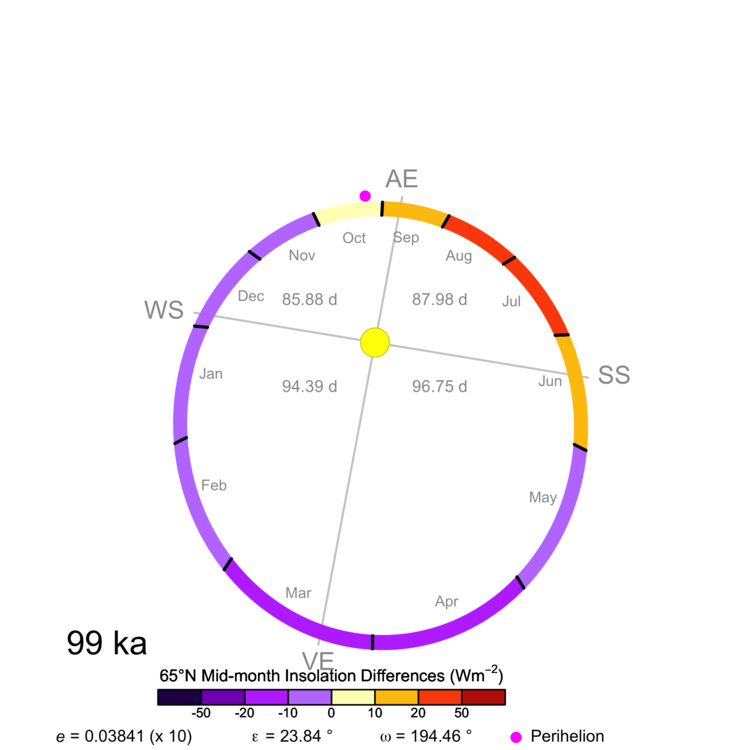 AE
Oct
Sep
Nov
Aug
Dec
85.88 d
87.98 d
Jul
WS
Jan
94.39 d
96.75 d
Jun
SS
Feb
May
Mar
Apr
99 ka
VE
65°N Mid-month Insolation Differences (Wm⁻²)
-50 -20 -10 0 10 20 50
e = 0.03841 (x 10) ε = 23.84 ° ω = 194.46 ° Perihelion